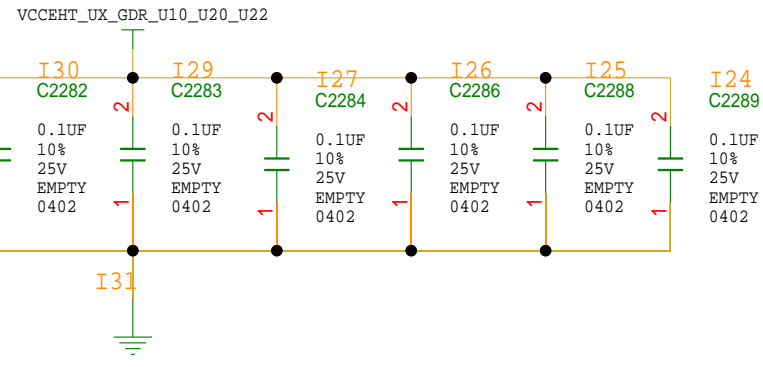 VCCEHT_UX_GDR_U10_U20_U22
I30
C2282
0.1UF
10%
25V
EMPTY
0402
2
1
I29
C2283
0.1UF
10%
25V
EMPTY
0402
2
1
I27
C2284
0.1UF
10%
25V
EMPTY
0402
2
1
I26
C2286
0.1UF
10%
25V
EMPTY
0402
2
1
I25
C2288
0.1UF
10%
25V
EMPTY
0402
2
1
I24
C2289
0.1UF
10%
25V
EMPTY
0402
I31